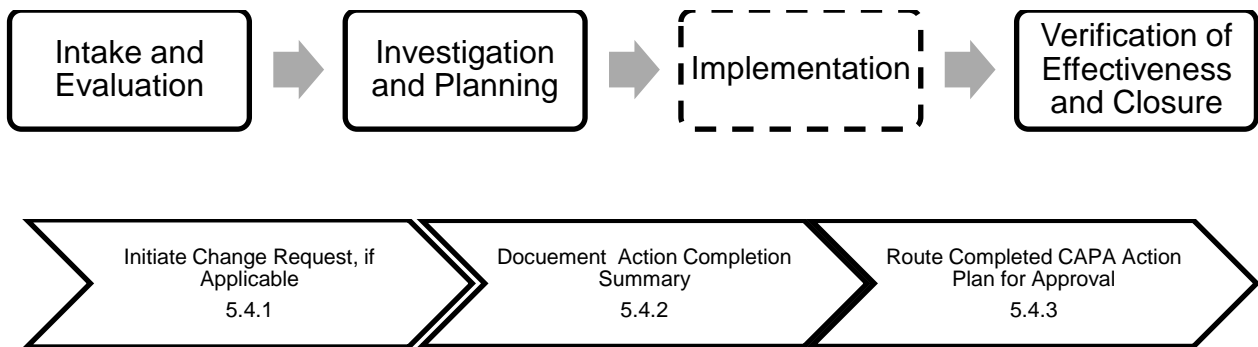 Intake and
Evaluation
Investigation
and Planning
Implementation
Verification of
Effectiveness
and Closure
Initiate Change Request, if
Applicable
5.4.1
Docuement Action Completion
Summary
5.4.2
Route Completed CAPA Action
Plan for Approval
5.4.3